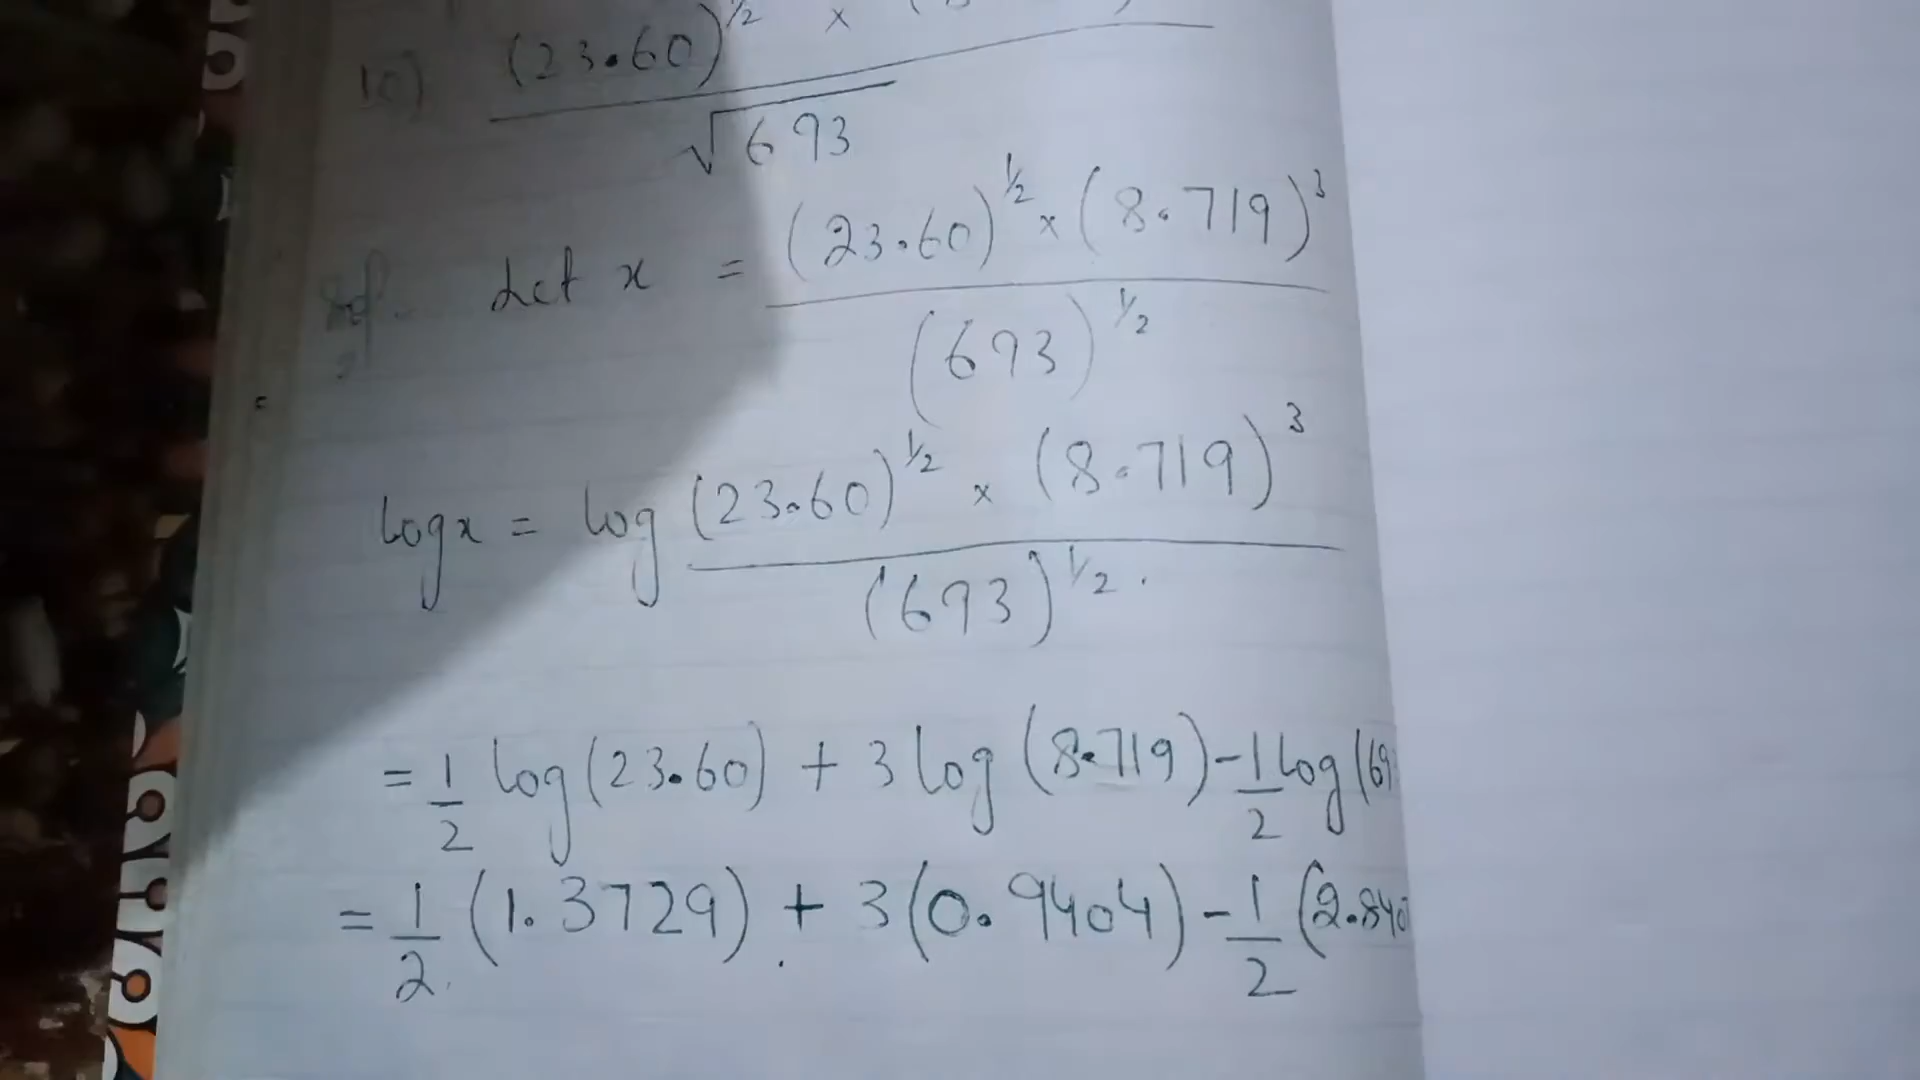 10) (23.60)^½ × (
√693
Sol. Let x = (23.60)^½ × (8.719)^3
(693)^½
log x = log (23.60)^½ × (8.719)^3
(693)^½.
= 1/2 log (23.60) + 3 log (8.719) - 1/2 log (69
= 1/2 (1.3729) + 3 (0.9404) - 1/2 (2.840